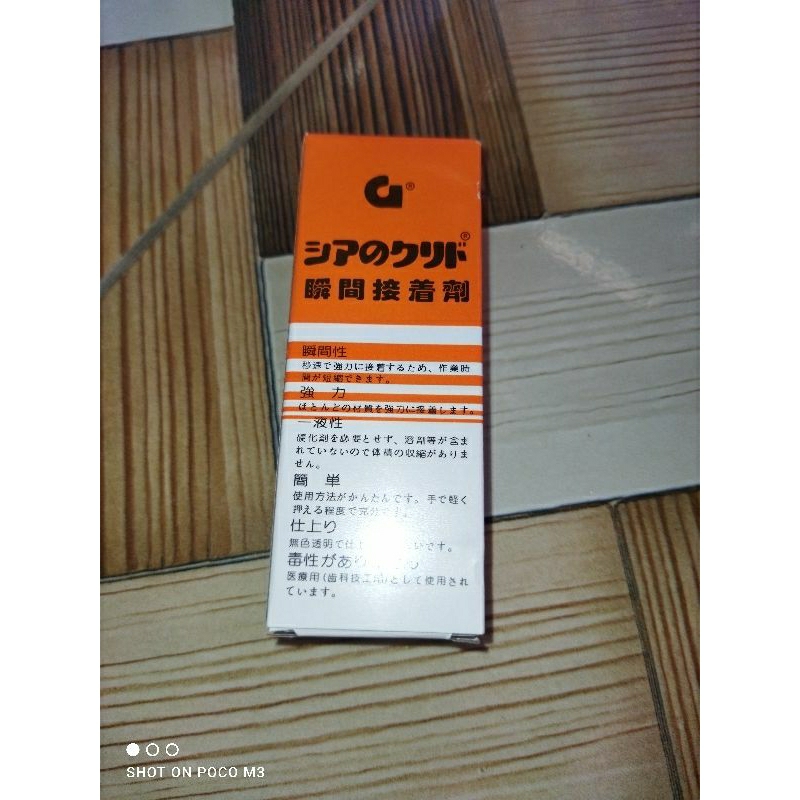 G®
シアのクリド®
瞬間接着劑
瞬間性
秒速で強力に接着するため、作業時
間が短縮できます。
強 力
ほとんどの材質を強力に接着します。
一液性
硬化剤を必要とせず、溶剤等が含ま
れていないので体積の収縮がありま
せん。
簡 単
使用方法がかんたんです。手で軽く
押える程度で充分
仕上り
無色透明で仕 いです。
毒性があり
医療用(歯科技工用)として使用され
ています。
SHOT ON POCO M3